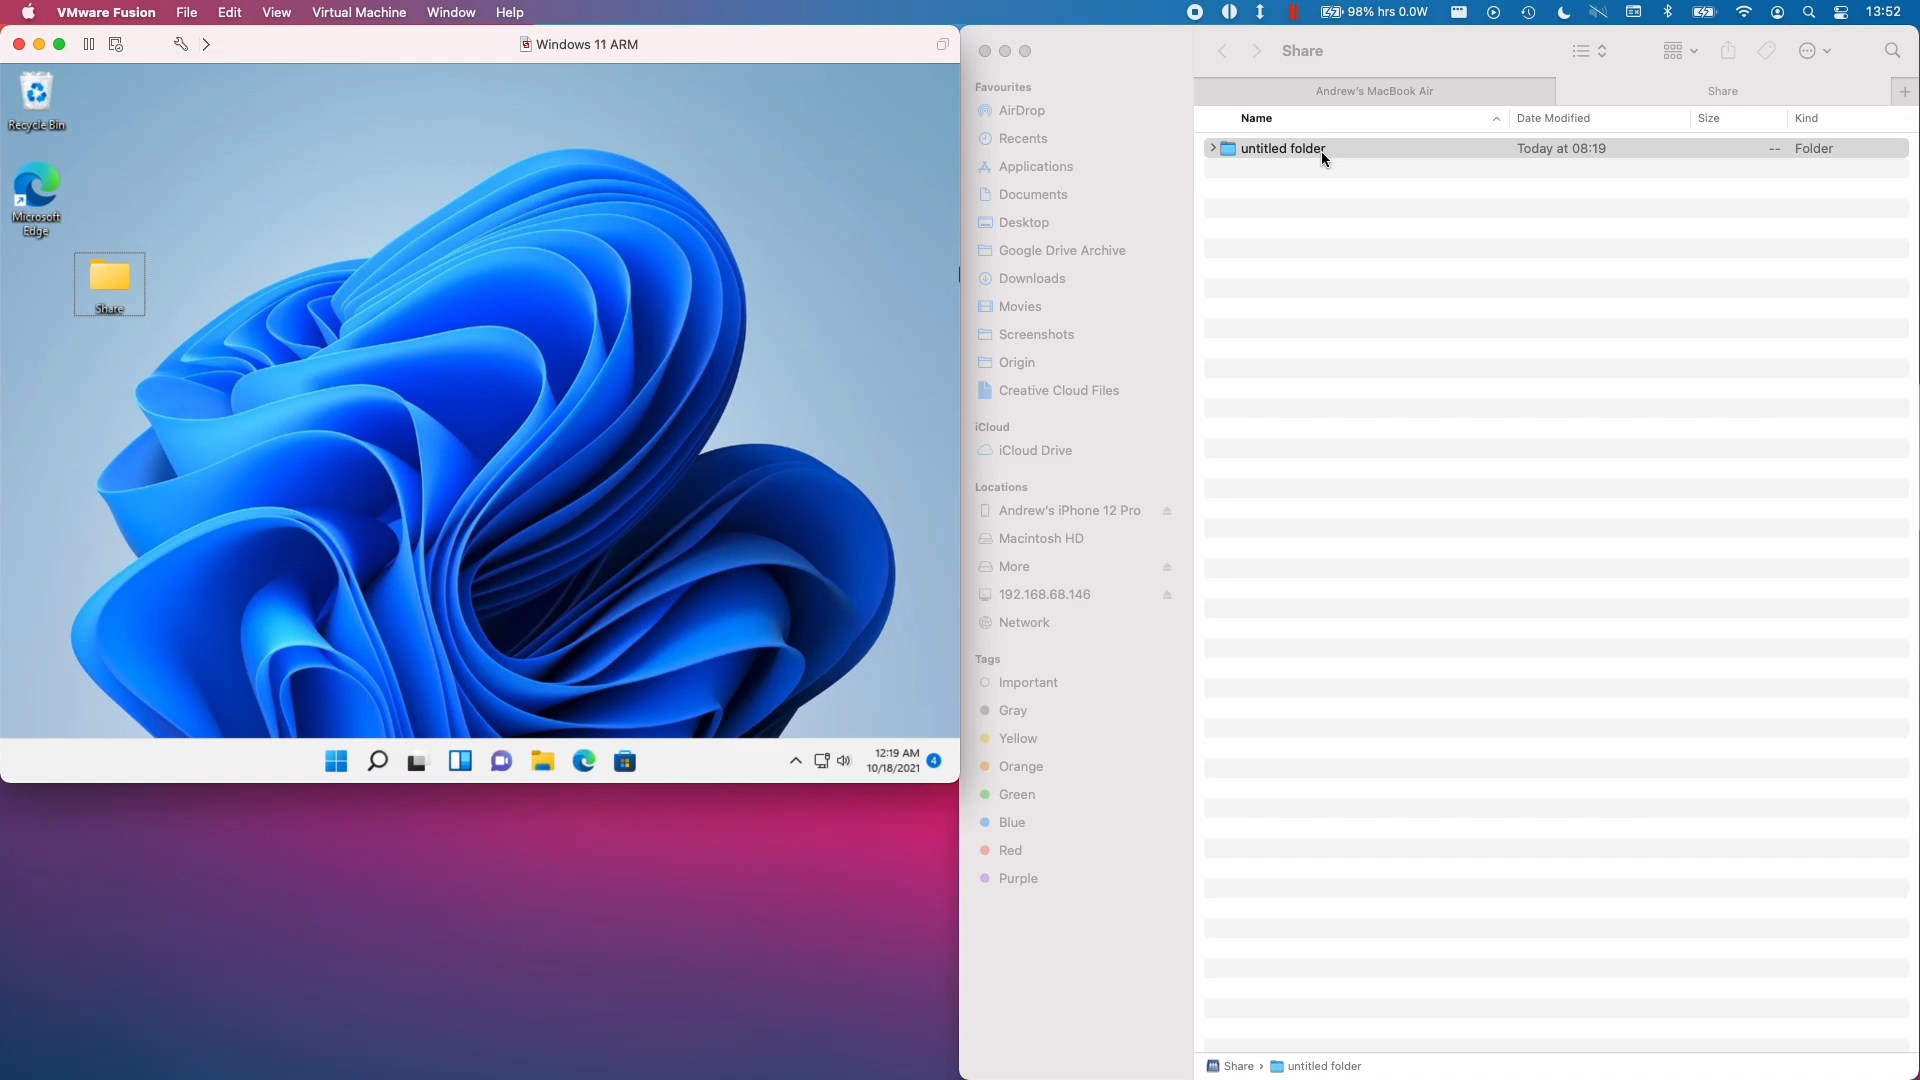 VMware Fusion File Edit View Virtual Machine Window Help 98% hrs 0.0W 13:52
Windows 11 ARM
Recycle Bin
Microsoft
Edge
Share
12:19 AM
10/18/2021
4
Share
Andrew's MacBook Air Share
Name Date Modified Size Kind
untitled folder Today at 08:19 -- Folder
Favourites
AirDrop
Recents
Applications
Documents
Desktop
Google Drive Archive
Downloads
Movies
Screenshots
Origin
Creative Cloud Files
iCloud
iCloud Drive
Locations
Andrew's iPhone 12 Pro
Macintosh HD
More
192.168.68.146
Network
Tags
Important
Gray
Yellow
Orange
Green
Blue
Red
Purple
Share › untitled folder